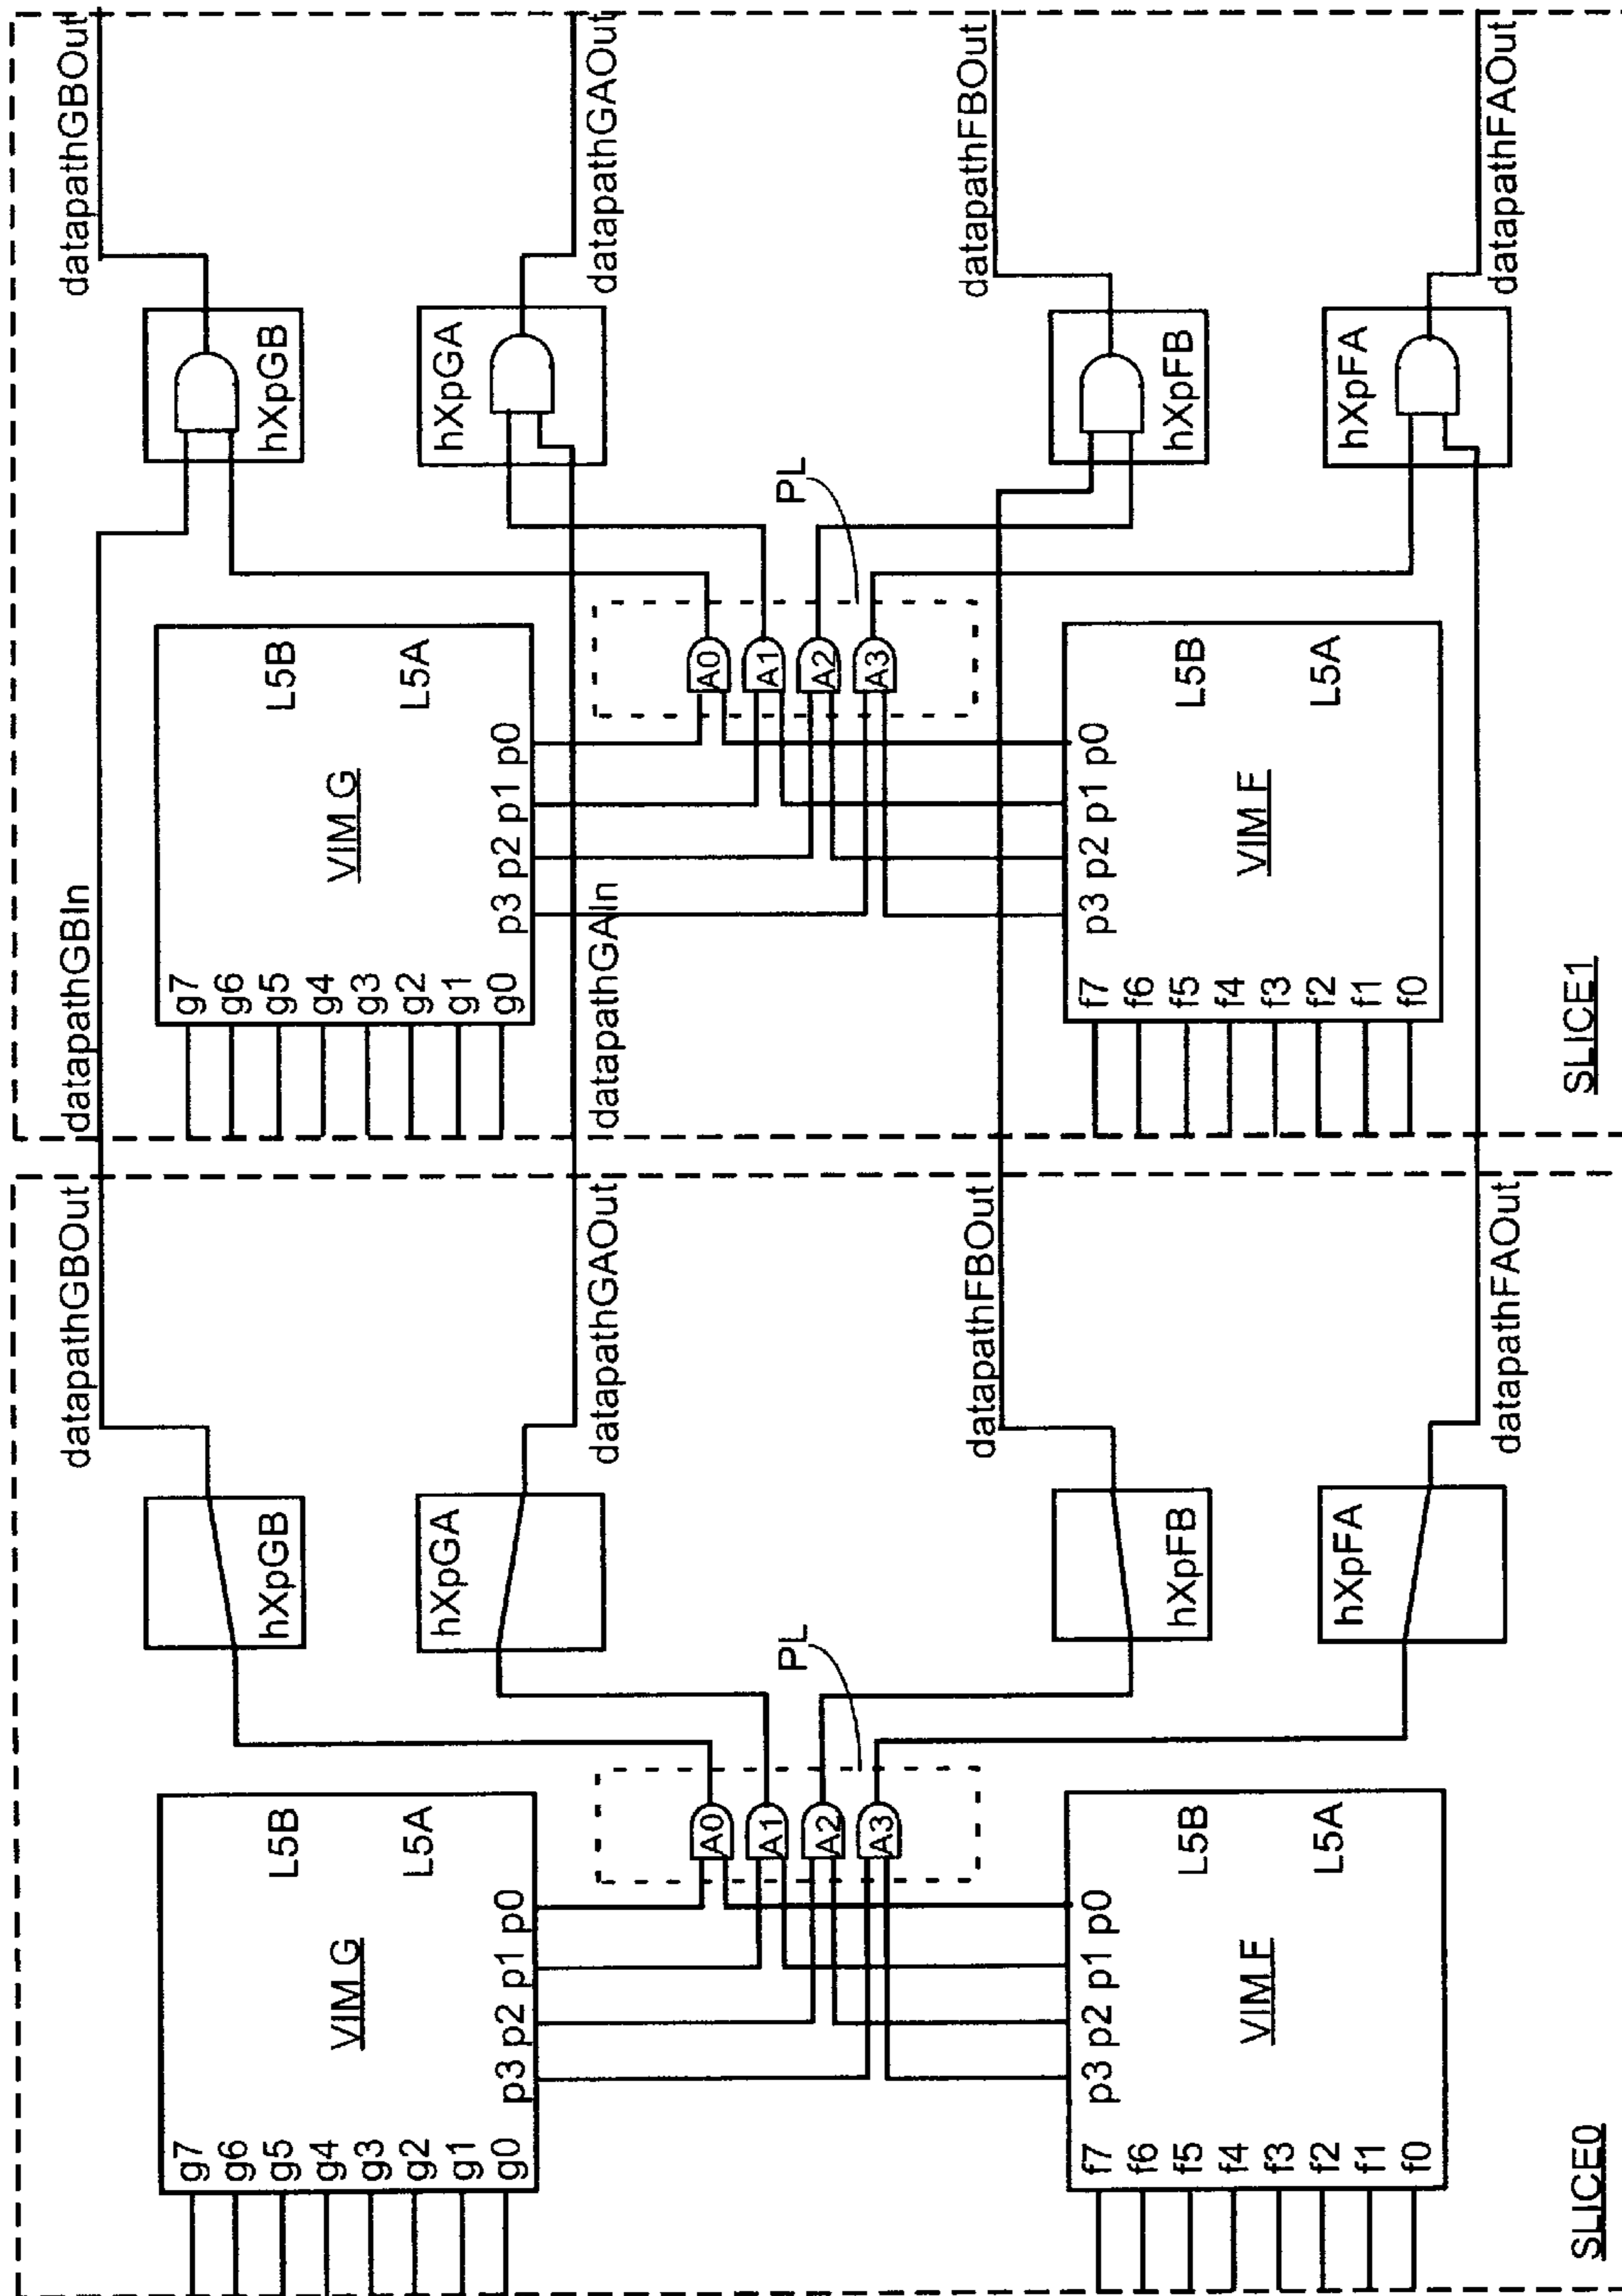 datapathGBOut
hXpGB
L5B
L5A
VIM G
g7
g6
g5
g4
g3
g2
g1
g0
p3 p2 p1 p0
hXpGA
datapathGAOut
PL
A0
A1
A2
A3
datapathFBOut
hXpFB
p3 p2 p1 p0
L5B
L5A
VIM F
f7
f6
f5
f4
f3
f2
f1
f0
hXpFA
datapathFAOut
SLICE0
datapathGBIn
datapathGBOut
hXpGB
L5B
L5A
VIM G
g7
g6
g5
g4
g3
g2
g1
g0
p3 p2 p1 p0
hXpGA
datapathGAIn
datapathGAOut
PL
A0
A1
A2
A3
datapathFBOut
hXpFB
p3 p2 p1 p0
L5B
L5A
VIM F
f7
f6
f5
f4
f3
f2
f1
f0
hXpFA
datapathFAOut
SLICE1